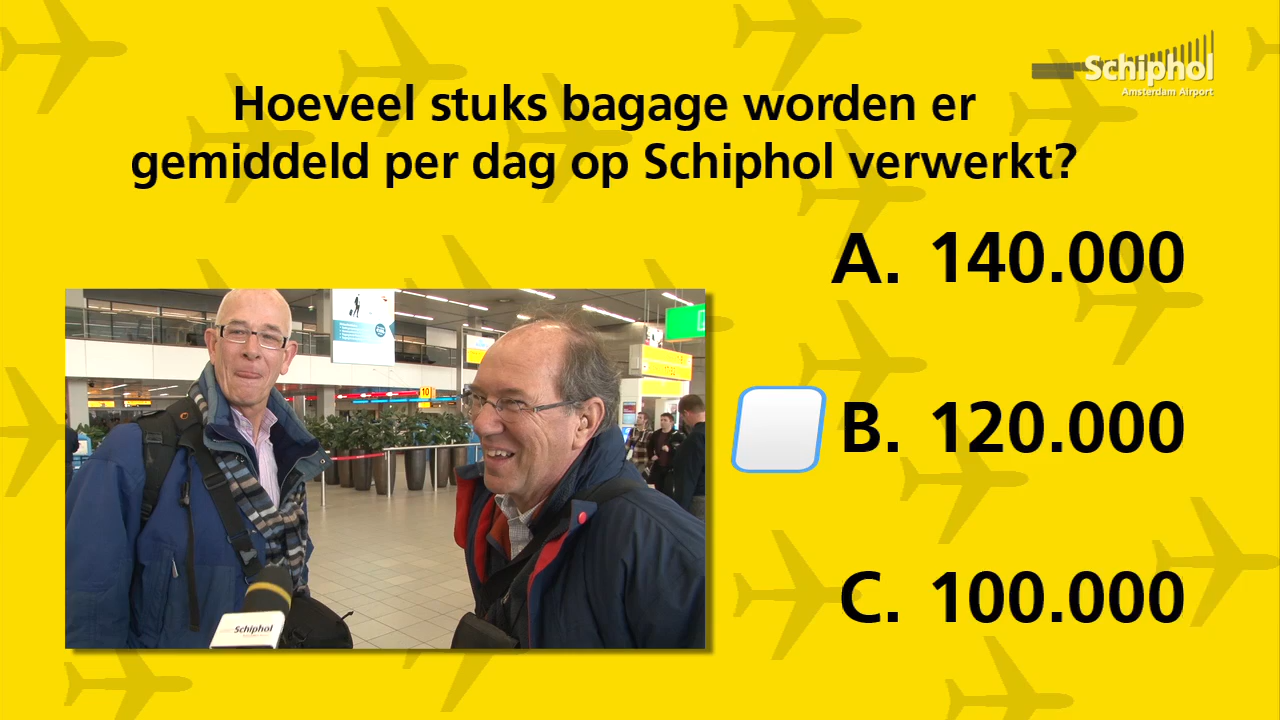 Schiphol
Amsterdam Airport
Hoeveel stuks bagage worden er
gemiddeld per dag op Schiphol verwerkt?
A. 140.000
B. 120.000
C. 100.000
10
Schiphol